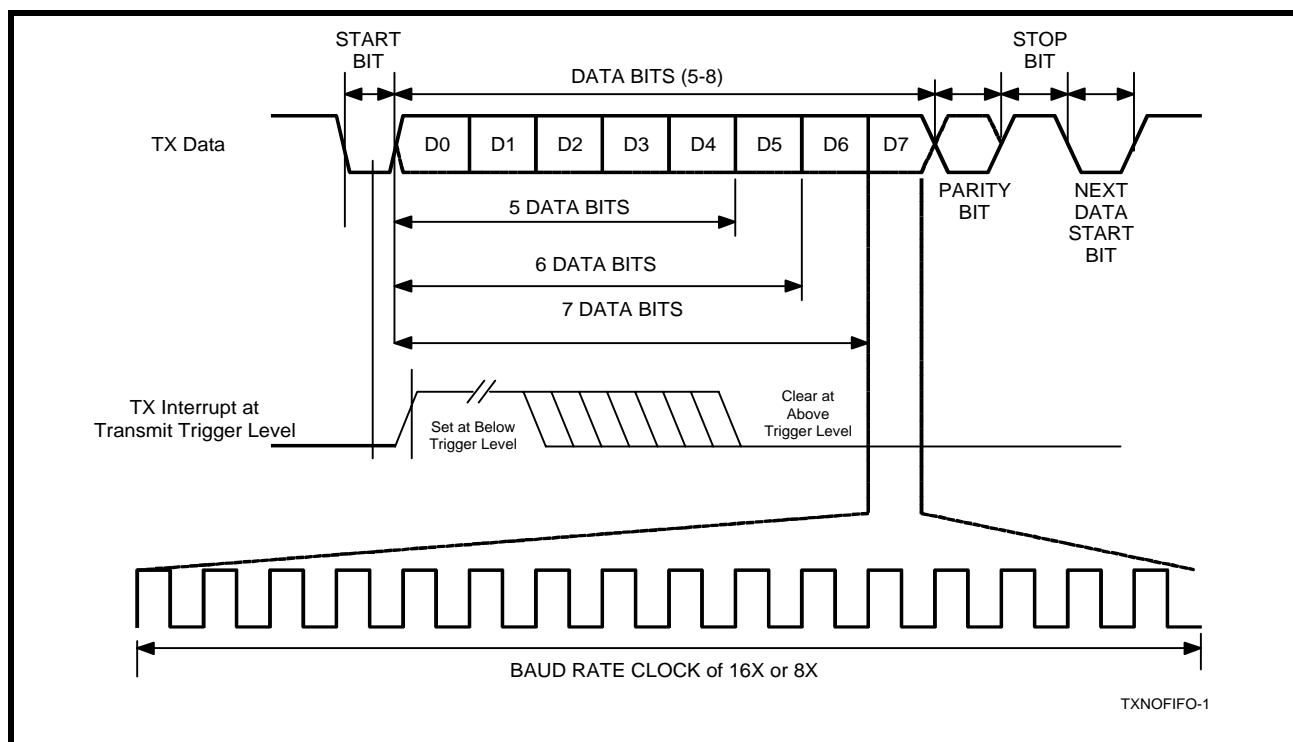 START
BIT
STOP
BIT
DATA BITS (5-8)
TX Data
D0 D1 D2 D3 D4 D5 D6 D7
PARITY
BIT
NEXT
DATA
START
BIT
5 DATA BITS
6 DATA BITS
7 DATA BITS
TX Interrupt at
Transmit Trigger Level
Set at Below
Trigger Level
Clear at
Above
Trigger Level
BAUD RATE CLOCK of 16X or 8X
TXNOFIFO-1